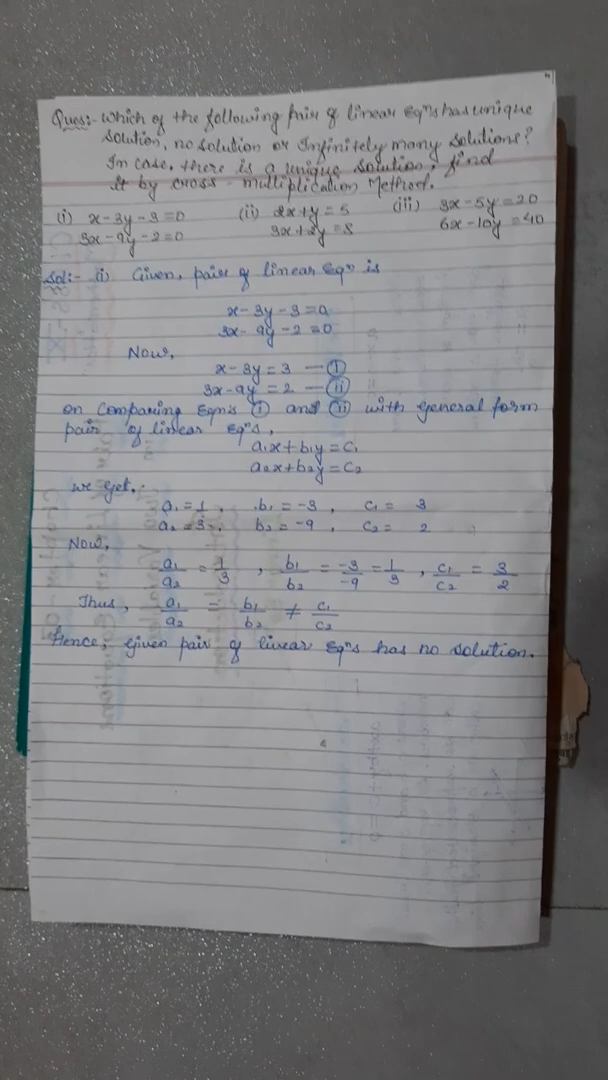 Ques:- Which of the following pair of linear Eqns has unique
solution, no solution or Infinitely many solutions?
In case, there is a unique solution, find
it by cross-multiplication Method.
(i) x-3y-3=0 (ii) 2x+y=5 (iii) 3x-5y=20
3x-9y-2=0 3x+2y=8 6x-10y=40
Sol:- (i) Given, pair of linear Eqn is
x-3y-3=0
3x-9y-2=0
Now,
x-3y=3 —(i)
3x-9y=2 —(ii)
on comparing Eqn's (i) and (ii) with general form
pair of linear Eqn's,
a₁x+b₁y=c₁
a₂x+b₂y=c₂
we get,
a₁=1, b₁=-3, c₁= 3
a₂=3, b₂=-9, c₂= 2
Now,
a₁/a₂ = 1/3, b₁/b₂ = -3/-9 = 1/3, c₁/c₂ = 3/2
Thus, a₁/a₂ = b₁/b₂ ≠ c₁/c₂
Hence, given pair of linear Eqn's has no solution.